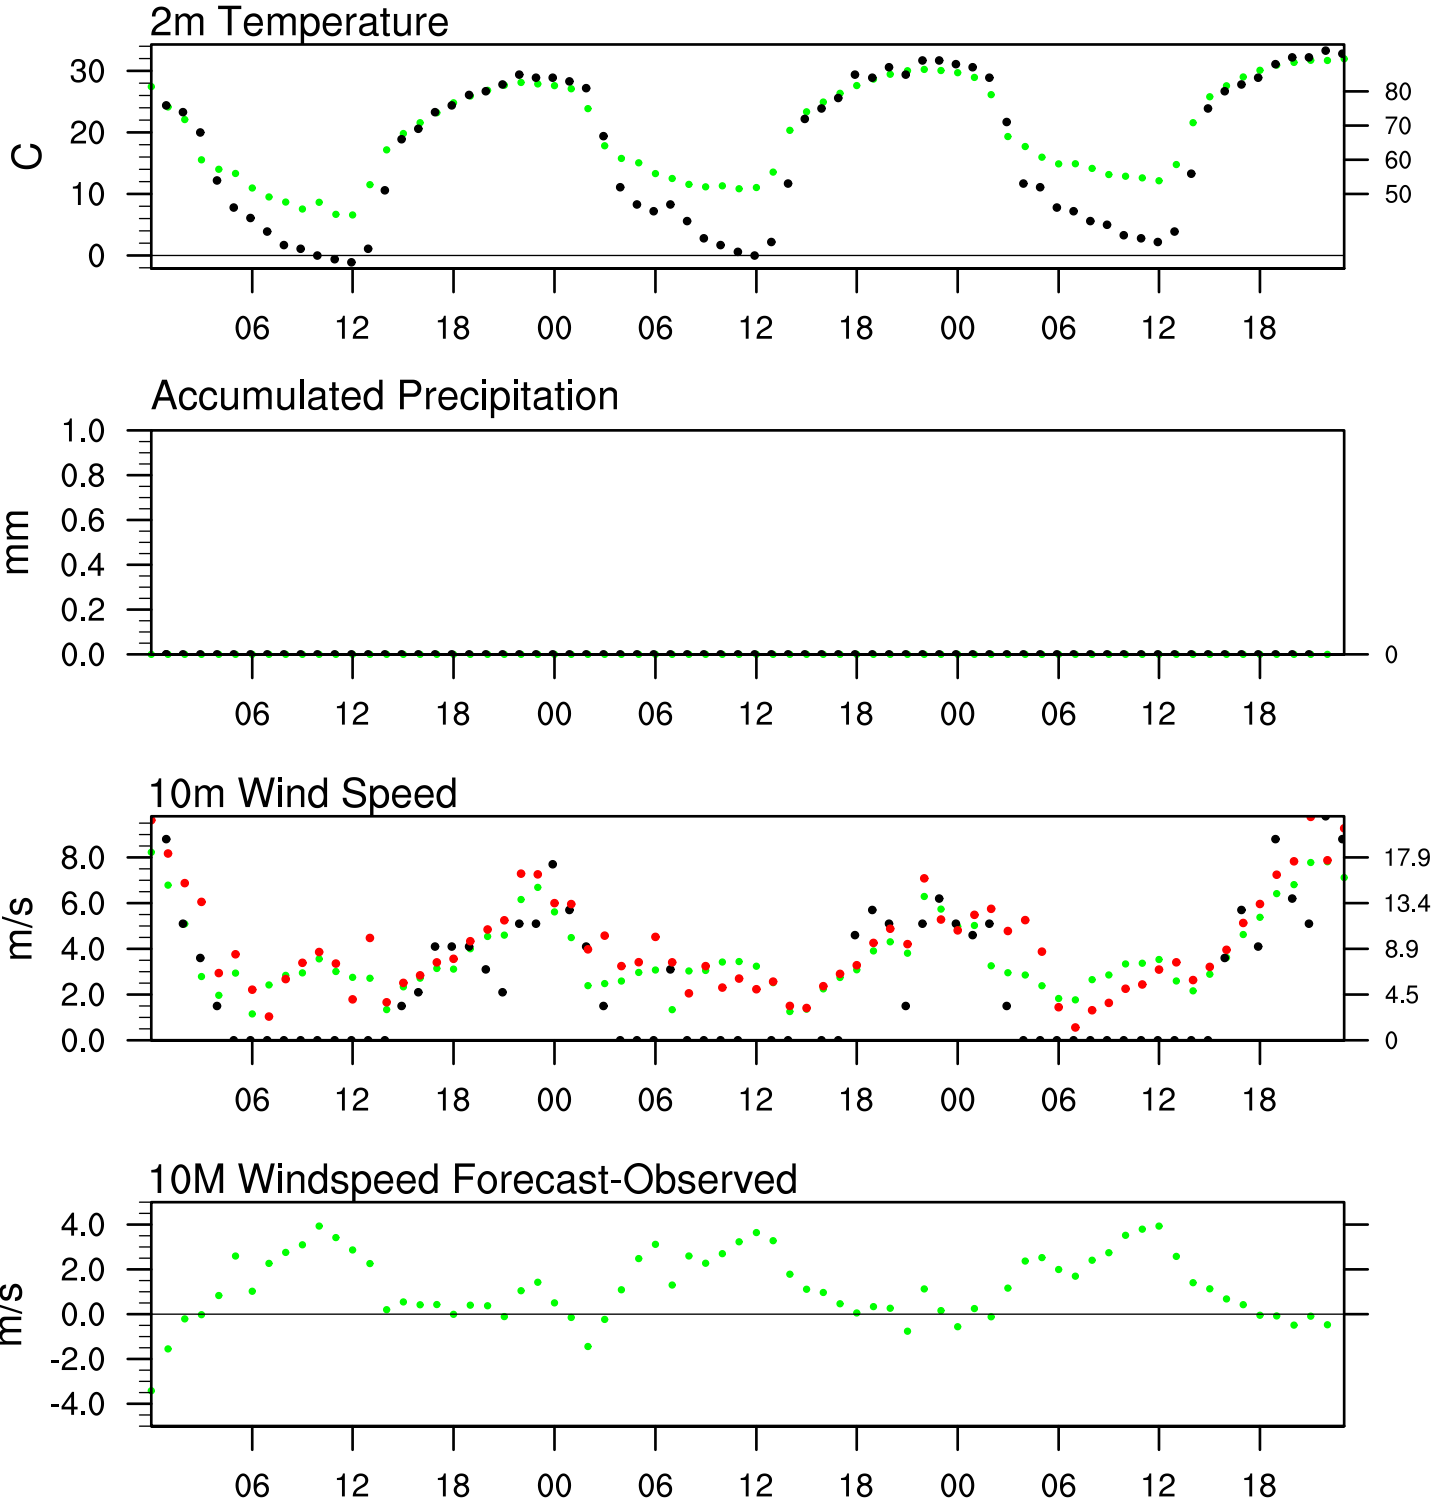 2m Temperature
30
20
10
0
C
80
70
60
50
06 12 18 00 06 12 18 00 06 12 18
Accumulated Precipitation
1.0
0.8
0.6
0.4
0.2
0.0
mm
0
06 12 18 00 06 12 18 00 06 12 18
10m Wind Speed
8.0
6.0
4.0
2.0
0.0
m/s
17.9
13.4
8.9
4.5
0
06 12 18 00 06 12 18 00 06 12 18
10M Windspeed Forecast-Observed
4.0
2.0
0.0
-2.0
-4.0
m/s
06 12 18 00 06 12 18 00 06 12 18